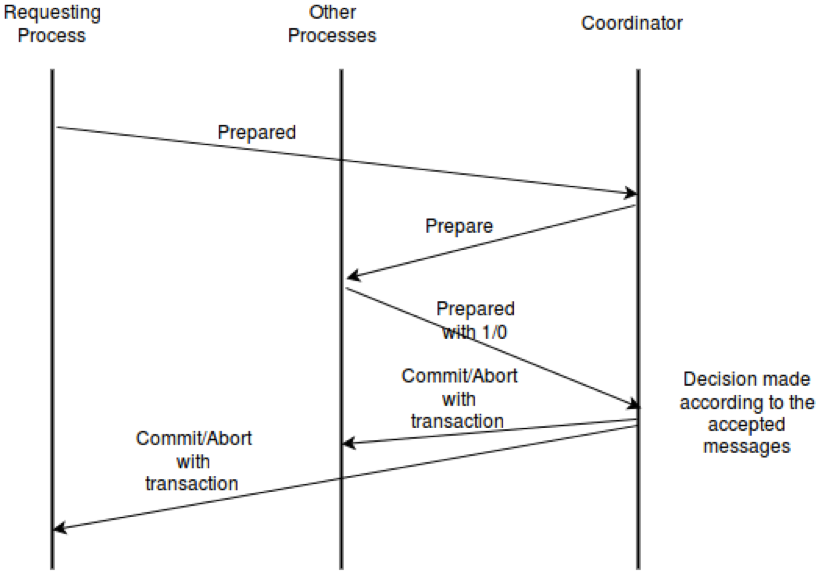 Requesting
Process
Other
Processes
Coordinator
Prepared
Prepare
Prepared
with 1/0
Commit/Abort
with
transaction
Decision made
according to the
accepted
messages
Commit/Abort
with
transaction